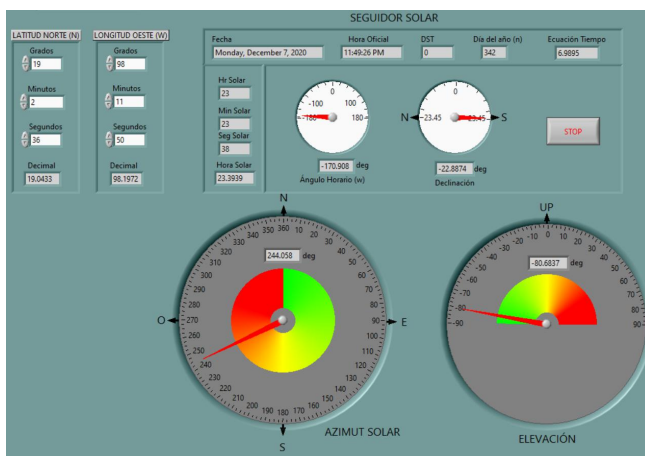 SEGUIDOR SOLAR
LATITUD NORTE (N)
Grados
19
Minutos
2
Segundos
36
Decimal
19.0433
LONGITUD OESTE (W)
Grados
98
Minutos
11
Segundos
50
Decimal
98.1972
Fecha
Monday, December 7, 2020
Hora Oficial
11:49:26 PM
DST
0
Día del año (n)
342
Ecuación Tiempo
6.9895
Hr Solar
23
Min Solar
23
Seg Solar
38
Hora Solar
23.3939
-180 -100 0 100 180
-170.908 deg
Ángulo Horario (w)
N -23.45 0 23.45 S
-22.8874 deg
Declinación
STOP
N
244.058 deg
360 10 20 30 40 50 60 70 80 90 100 110 120 130 140 150 160 170 180 190 200 210 220 230 240 250 260 270 280 290 300 310 320 330 340 350
O
E
S
AZIMUT SOLAR
UP
-90 -80 -70 -60 -50 -40 -30 -20 -10 0 10 20 30 40 50 60 70 80 90
-80.6837 deg
ELEVACIÓN